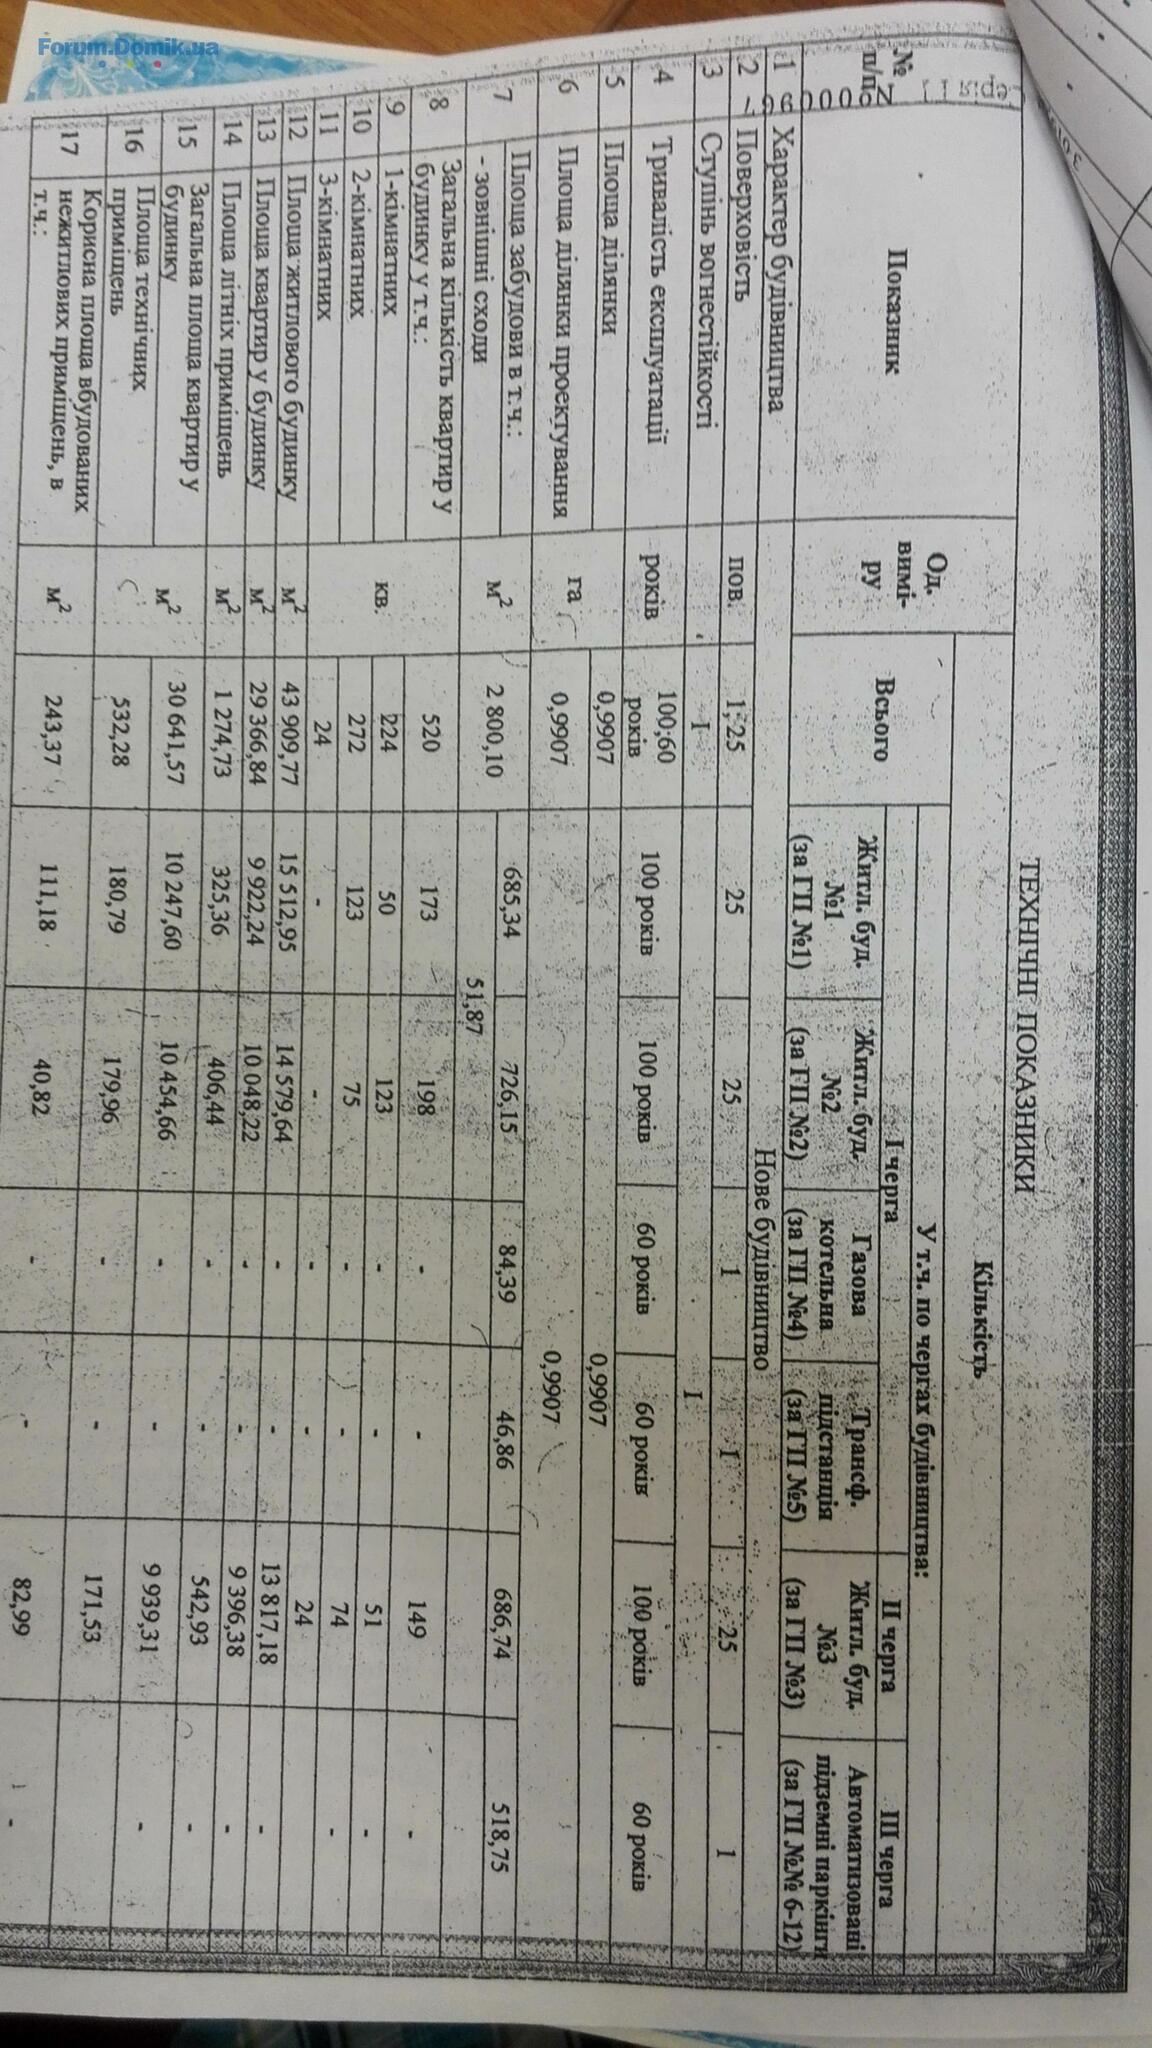 Forum.Domik.ua
ТЕХНІЧНІ ПОКАЗНИКИ
№ п/п
Показник
Од. вимі-ру
Кількість
Всього
У т.ч. по чергах будівництва:
І черга
ІІ черга
ІІІ черга
Житл. буд. №1 (за ГП №1)
Житл. буд. №2 (за ГП №2)
Газова котельна (за ГП №4)
Трансф. підстанція (за ГП №5)
Житл. буд. №3 (за ГП №3)
Автоматизовані підземні паркінги (за ГП №№ 6-12)
1 Характер будівництва Нове будівництво
2 Поверховість пов. 1,25 25 25 1 1 25 1
3 Ступінь вогнестійкості I I
4 Тривалість експлуатації років 100,60 років 100 років 100 років 60 років 60 років 100 років 60 років
5 Площа ділянки га 0,9907 0,9907
6 Площа ділянки проектування 0,9907 0,9907
7 Площа забудови в т.ч.: м² 2 800,10 685,34 726,15 84,39 46,86 686,74 518,75
- зовнішні сходи 51,87
8 Загальна кількість квартир у будинку у т.ч.: кв. 520 173 198 - - 149 -
9 1-кімнатних 224 50 123 - - 51 -
10 2-кімнатних 272 123 75 - - 74 -
11 3-кімнатних 24 - - - - 24
12 Площа житлового будинку м² 43 909,77 15 512,95 14 579,64 - - 13 817,18 -
13 Площа квартир у будинку м² 29 366,84 9 922,24 10 048,22 - - 9 396,38 -
14 Площа літніх приміщень м² 1 274,73 325,36 406,44 - - 542,93 -
15 Загальна площа квартир у будинку м² 30 641,57 10 247,60 10 454,66 - - 9 939,31 -
16 Площа технічних приміщень 532,28 180,79 179,96 - - 171,53
17 Корисна площа вбудованих нежитлових приміщень, в т.ч.: м² 243,37 111,18 40,82 - - 82,99 -